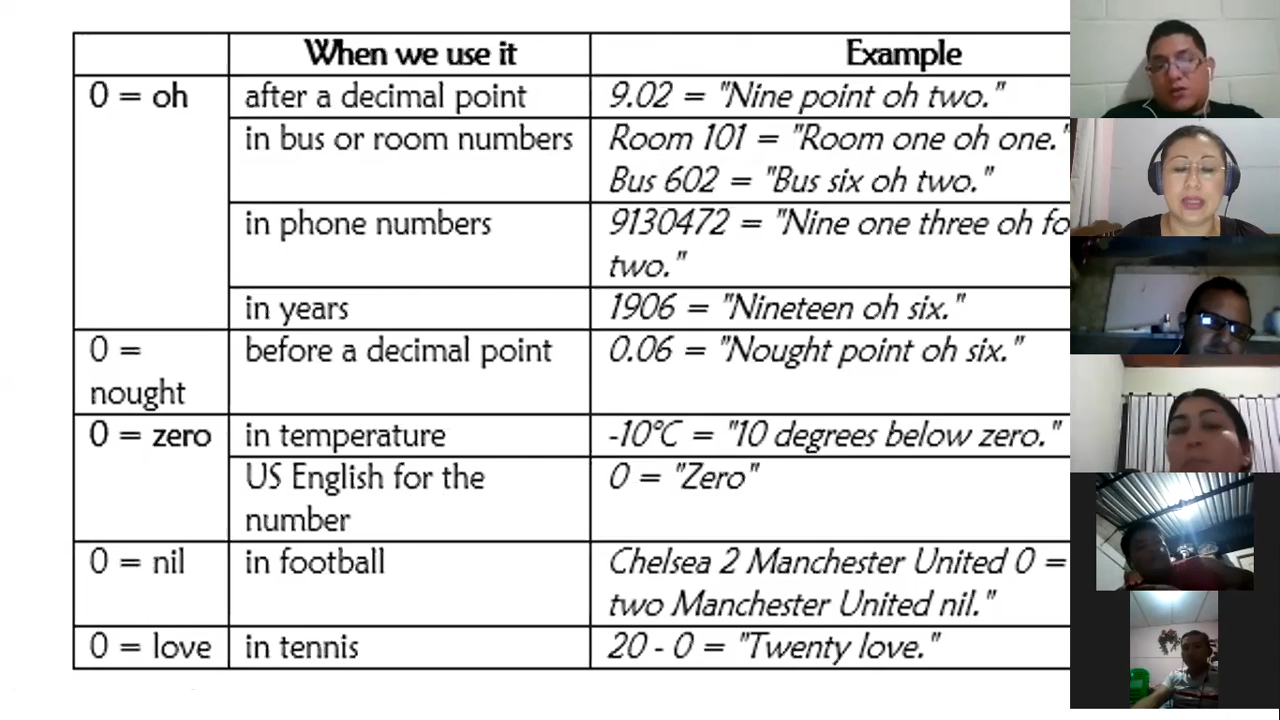 When we use it Example
0 = oh after a decimal point 9.02 = "Nine point oh two."
in bus or room numbers Room 101 = "Room one oh one."
Bus 602 = "Bus six oh two."
in phone numbers 9130472 = "Nine one three oh
two."
in years 1906 = "Nineteen oh six."
0 = before a decimal point 0.06 = "Nought point oh six."
nought
0 = zero in temperature -10°C = "10 degrees below zero."
US English for the 0 = "Zero"
number
0 = nil in football Chelsea 2 Manchester United 0 =
two Manchester United nil."
0 = love in tennis 20 - 0 = "Twenty love."